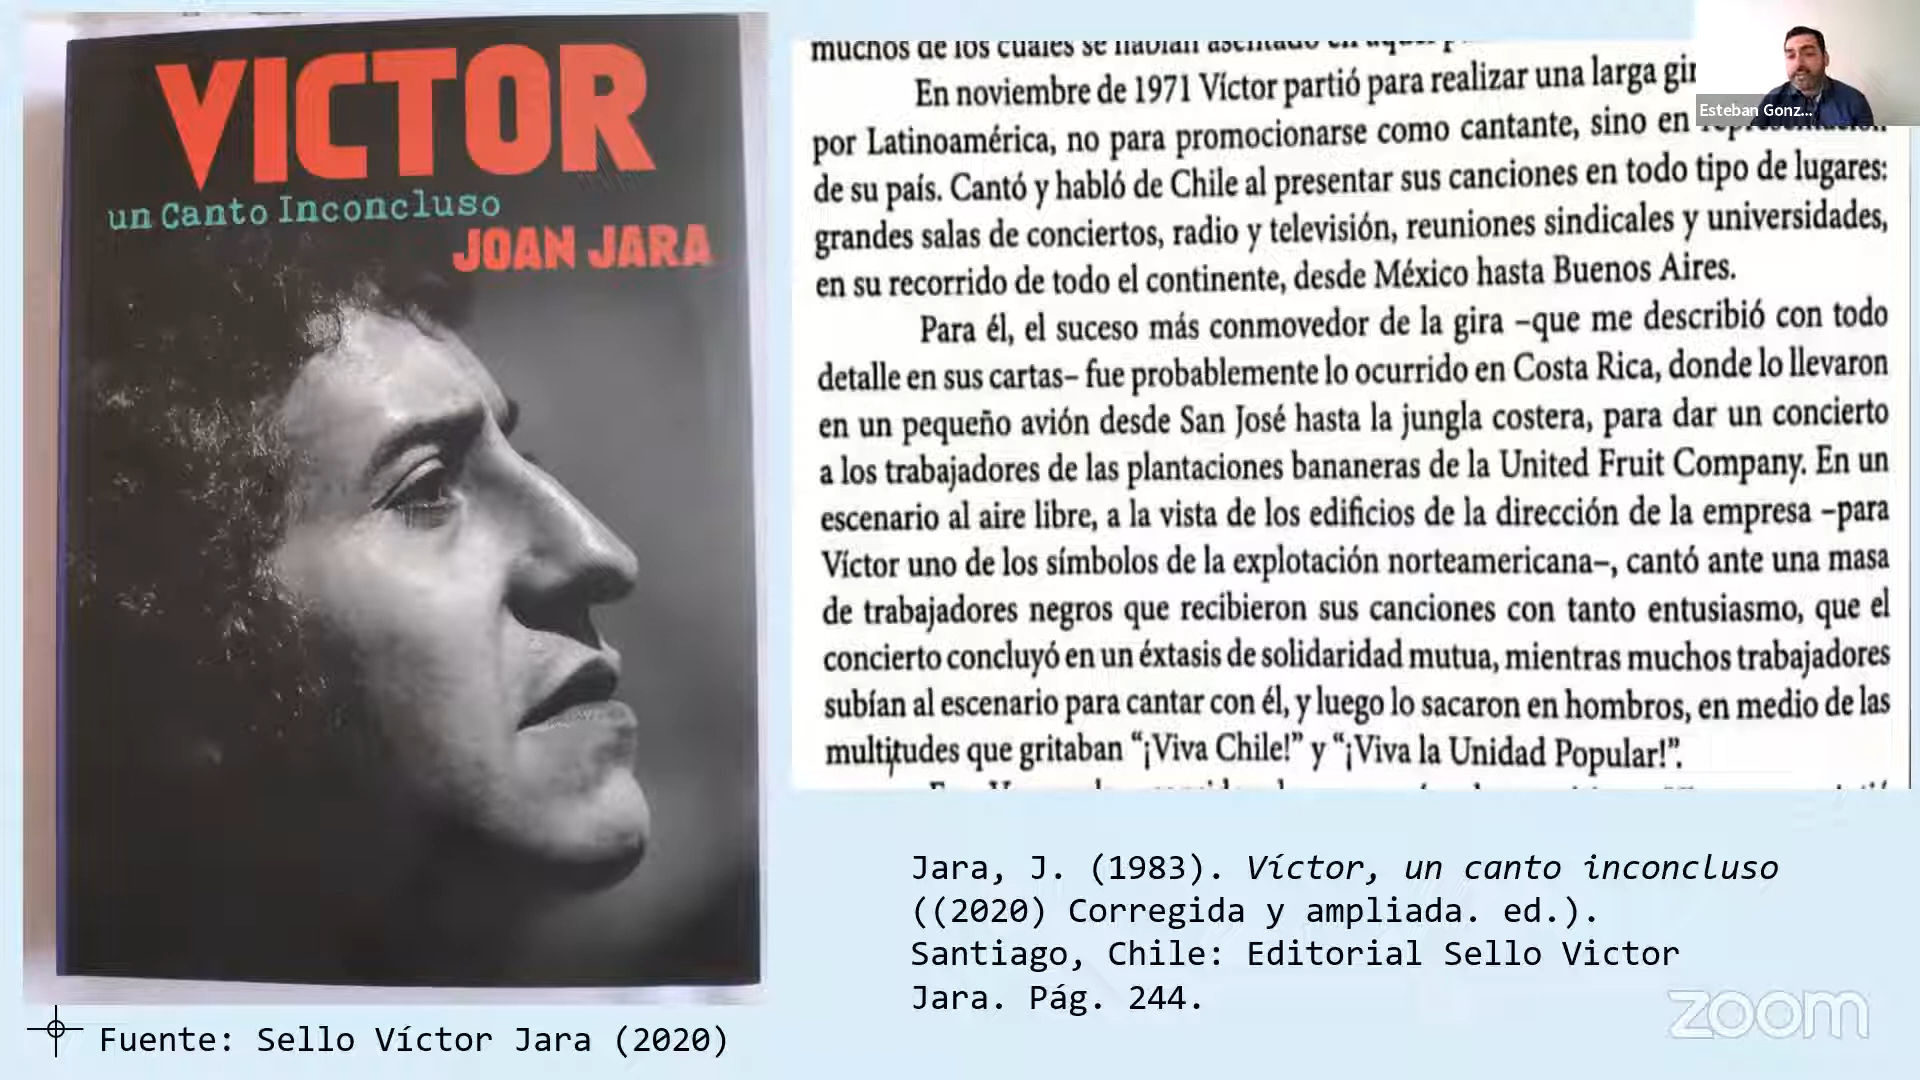 VICTOR
un Canto Inconcluso
JOAN JARA
muchos de los cuales se habían asentado en
En noviembre de 1971 Víctor partió para realizar una larga gir
por Latinoamérica, no para promocionarse como cantante, sino en representación
de su país. Cantó y habló de Chile al presentar sus canciones en todo tipo de lugares:
grandes salas de conciertos, radio y televisión, reuniones sindicales y universidades,
en su recorrido de todo el continente, desde México hasta Buenos Aires.
Para él, el suceso más conmovedor de la gira –que me describió con todo
detalle en sus cartas– fue probablemente lo ocurrido en Costa Rica, donde lo llevaron
en un pequeño avión desde San José hasta la jungla costera, para dar un concierto
a los trabajadores de las plantaciones bananeras de la United Fruit Company. En un
escenario al aire libre, a la vista de los edificios de la dirección de la empresa –para
Víctor uno de los símbolos de la explotación norteamericana–, cantó ante una masa
de trabajadores negros que recibieron sus canciones con tanto entusiasmo, que el
concierto concluyó en un éxtasis de solidaridad mutua, mientras muchos trabajadores
subían al escenario para cantar con él, y luego lo sacaron en hombros, en medio de las
multitudes que gritaban “¡Viva Chile!” y “¡Viva la Unidad Popular!”.
Esteban Gonz...
Jara, J. (1983). Víctor, un canto inconcluso
((2020) Corregida y ampliada. ed.).
Santiago, Chile: Editorial Sello Victor
Jara. Pág. 244.
Fuente: Sello Víctor Jara (2020)
zoom